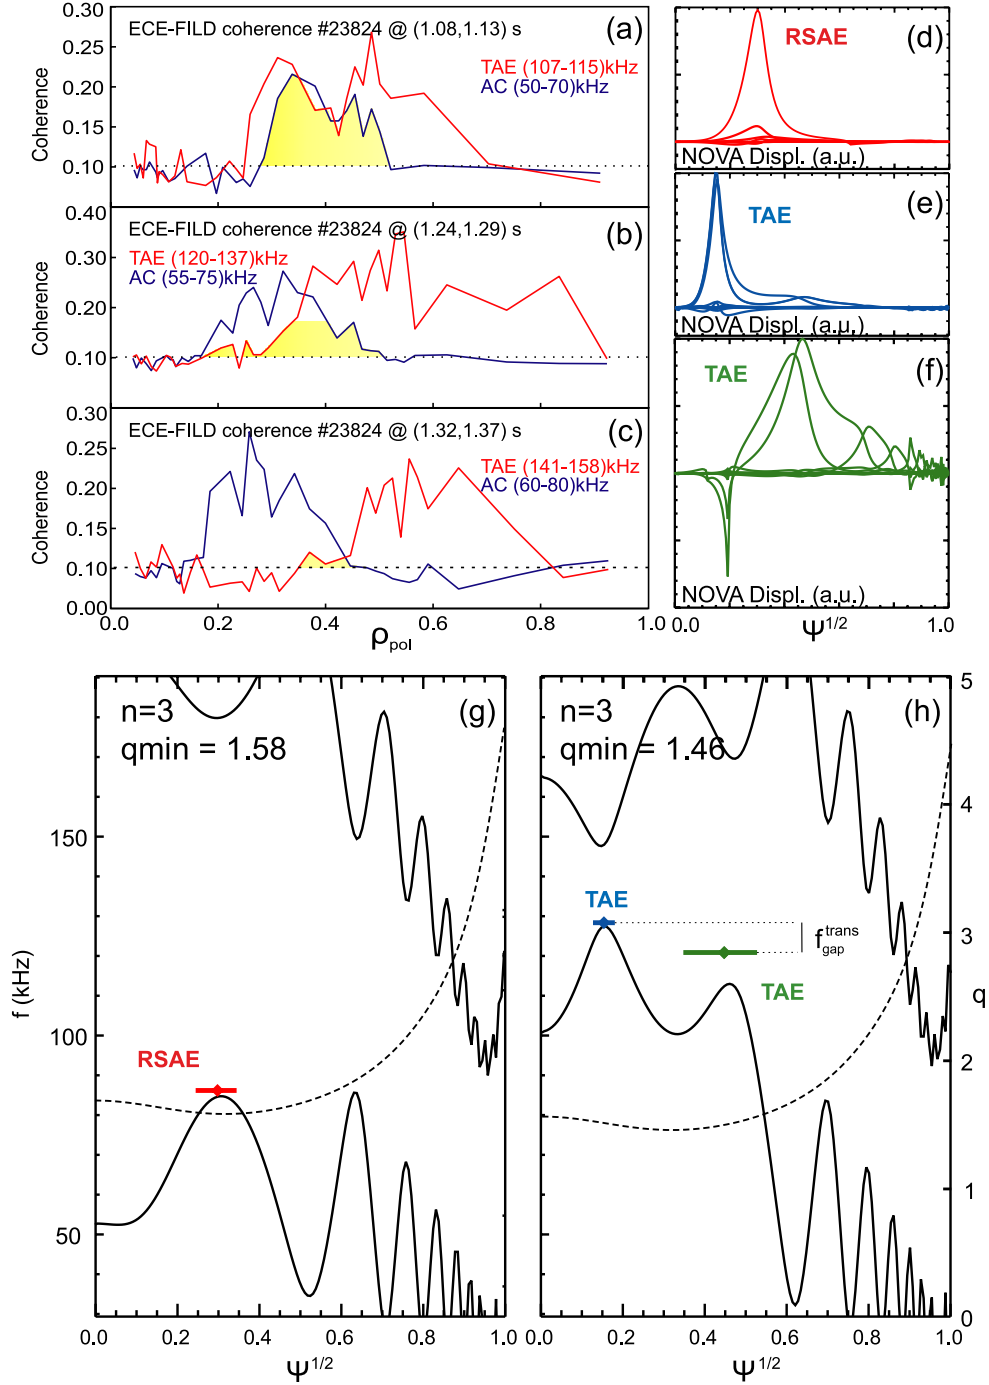 ECE-FILD coherence #23824 @ (1.08,1.13) s
(a)
TAE (107-115)kHz
AC (50-70)kHz
Coherence
0.30
0.20
0.10
0.00
ECE-FILD coherence #23824 @ (1.24,1.29) s
(b)
TAE (120-137)kHz
AC (55-75)kHz
Coherence
0.40
0.30
0.20
0.10
0.00
ECE-FILD coherence #23824 @ (1.32,1.37) s
(c)
TAE (141-158)kHz
AC (60-80)kHz
Coherence
0.25
0.20
0.15
0.10
0.00
0.0 0.2 0.4 0.6 0.8 1.0
ρpol
RSAE
(d)
NOVA Displ. (a.u.)
TAE
(e)
NOVA Displ. (a.u.)
TAE
(f)
NOVA Displ. (a.u.)
0.0 1.0
Ψ1/2
n=3
(g)
qmin = 1.58
RSAE
f (kHz)
150
100
50
0.0 0.2 0.4 0.6 0.8 1.0
Ψ1/2
n=3
(h)
qmin = 1.46
TAE
f gap trans
TAE
5
4
3
2
1
0
q
0.0 0.2 0.4 0.6 0.8 1.0
Ψ1/2